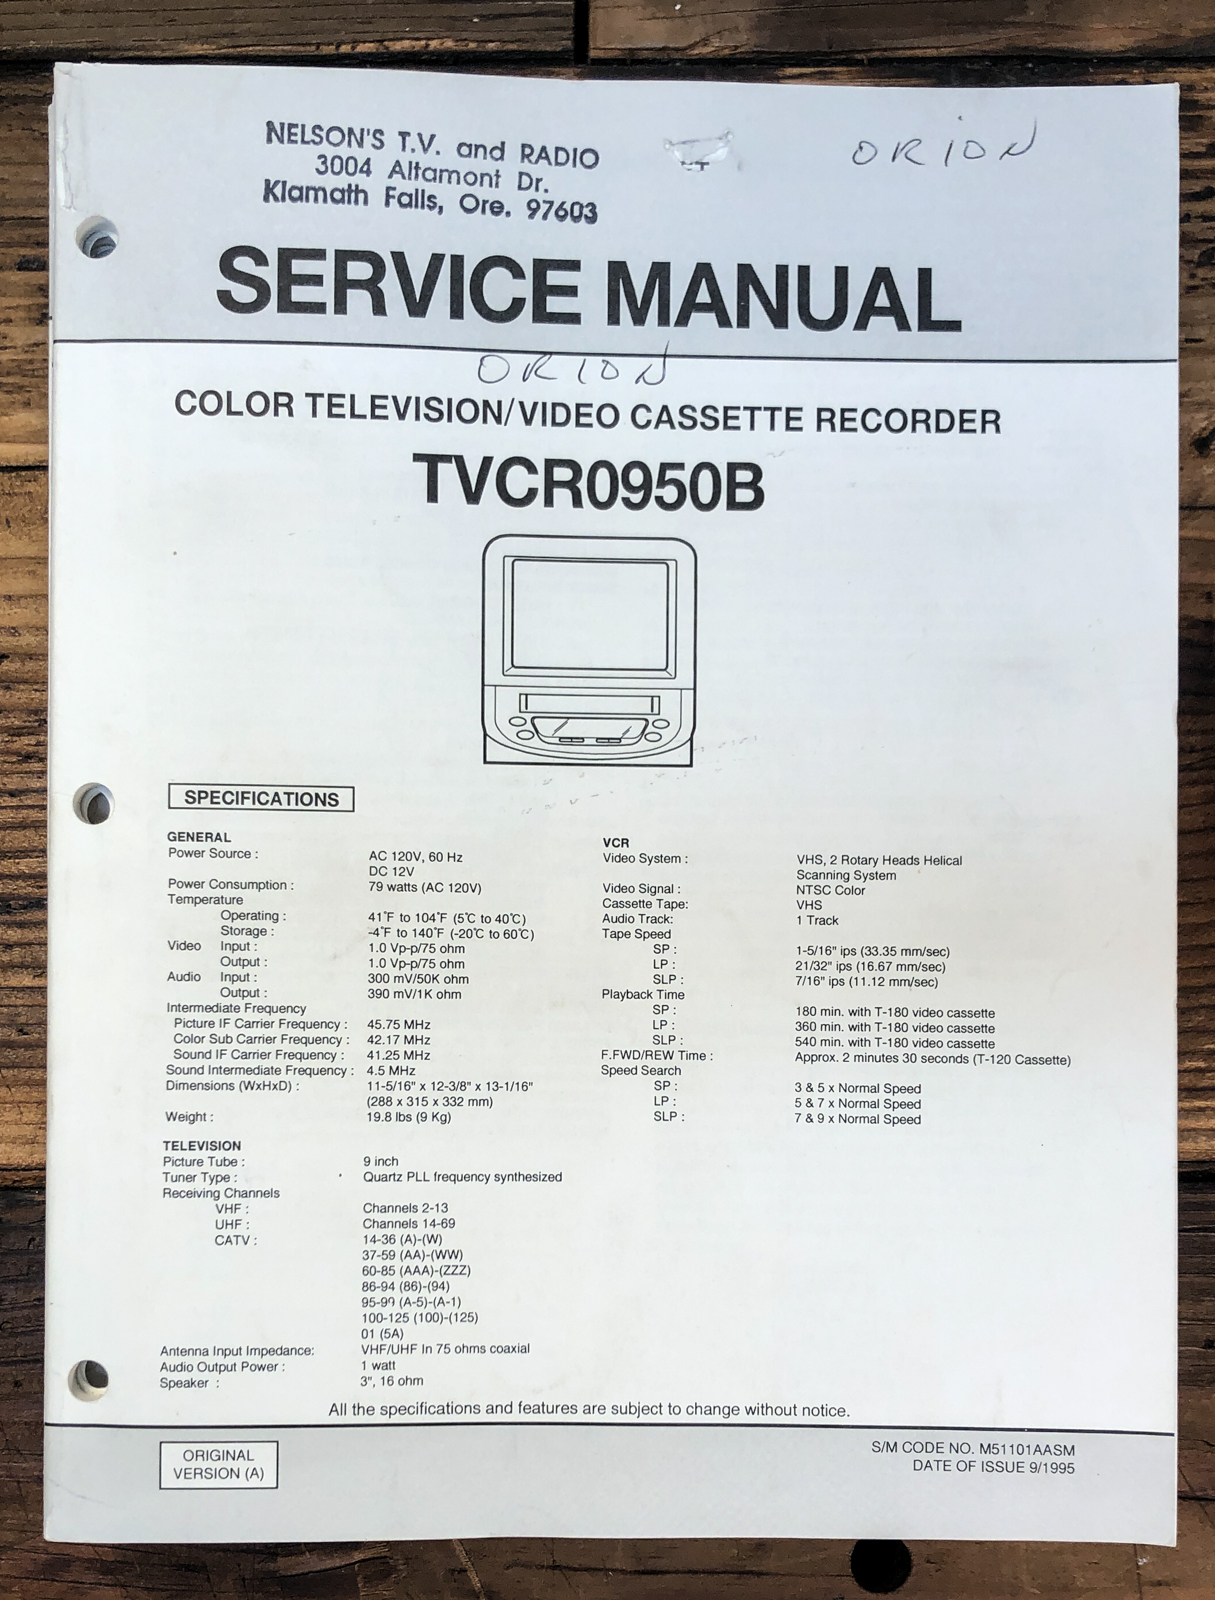 NELSON'S T.V. and RADIO
3004 Altamont Dr.
Klamath Falls, Ore. 97603
ORION
SERVICE MANUAL
ORION
COLOR TELEVISION/VIDEO CASSETTE RECORDER
TVCR0950B
SPECIFICATIONS
GENERAL
Power Source : AC 120V, 60 Hz
DC 12V
Power Consumption : 79 watts (AC 120V)
Temperature
Operating : 41°F to 104°F (5°C to 40°C)
Storage : -4°F to 140°F (-20°C to 60°C)
Video Input : 1.0 Vp-p/75 ohm
Output : 1.0 Vp-p/75 ohm
Audio Input : 300 mV/50K ohm
Output : 390 mV/1K ohm
Intermediate Frequency
Picture IF Carrier Frequency : 45.75 MHz
Color Sub Carrier Frequency : 42.17 MHz
Sound IF Carrier Frequency : 41.25 MHz
Sound Intermediate Frequency : 4.5 MHz
Dimensions (WxHxD) : 11-5/16" x 12-3/8" x 13-1/16"
(288 x 315 x 332 mm)
Weight : 19.8 lbs (9 Kg)
TELEVISION
Picture Tube : 9 inch
Tuner Type : Quartz PLL frequency synthesized
Receiving Channels
VHF : Channels 2-13
UHF : Channels 14-69
CATV : 14-36 (A)-(W)
37-59 (AA)-(WW)
60-85 (AAA)-(ZZZ)
86-94 (86)-(94)
95-99 (A-5)-(A-1)
100-125 (100)-(125)
01 (5A)
Antenna Input Impedance: VHF/UHF In 75 ohms coaxial
Audio Output Power : 1 watt
Speaker : 3", 16 ohm
VCR
Video System : VHS, 2 Rotary Heads Helical
Scanning System
Video Signal : NTSC Color
Cassette Tape: VHS
Audio Track: 1 Track
Tape Speed
SP : 1-5/16" ips (33.35 mm/sec)
LP : 21/32" ips (16.67 mm/sec)
SLP : 7/16" ips (11.12 mm/sec)
Playback Time
SP : 180 min. with T-180 video cassette
LP : 360 min. with T-180 video cassette
SLP : 540 min. with T-180 video cassette
F.FWD/REW Time : Approx. 2 minutes 30 seconds (T-120 Cassette)
Speed Search
SP : 3 & 5 x Normal Speed
LP : 5 & 7 x Normal Speed
SLP : 7 & 9 x Normal Speed
All the specifications and features are subject to change without notice.
ORIGINAL
VERSION (A)
S/M CODE NO. M51101AASM
DATE OF ISSUE 9/1995